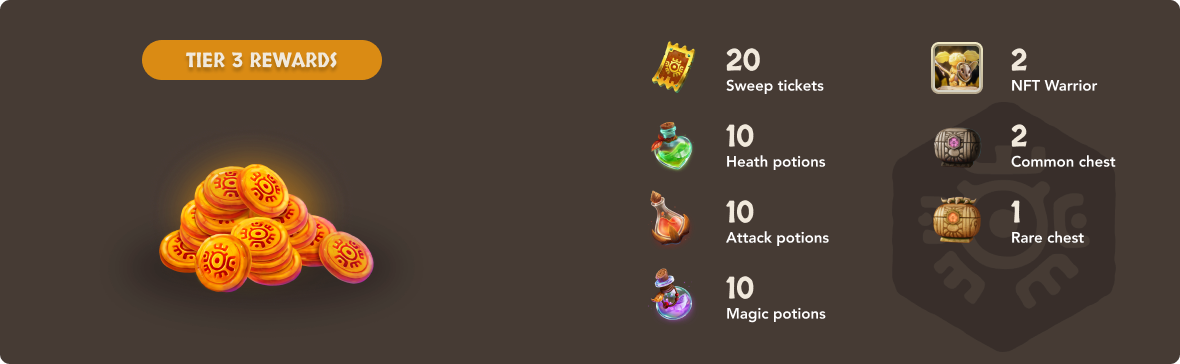 TIER 3 REWARDS
20
Sweep tickets
10
Heath potions
10
Attack potions
10
Magic potions
2
NFT Warrior
2
Common chest
1
Rare chest